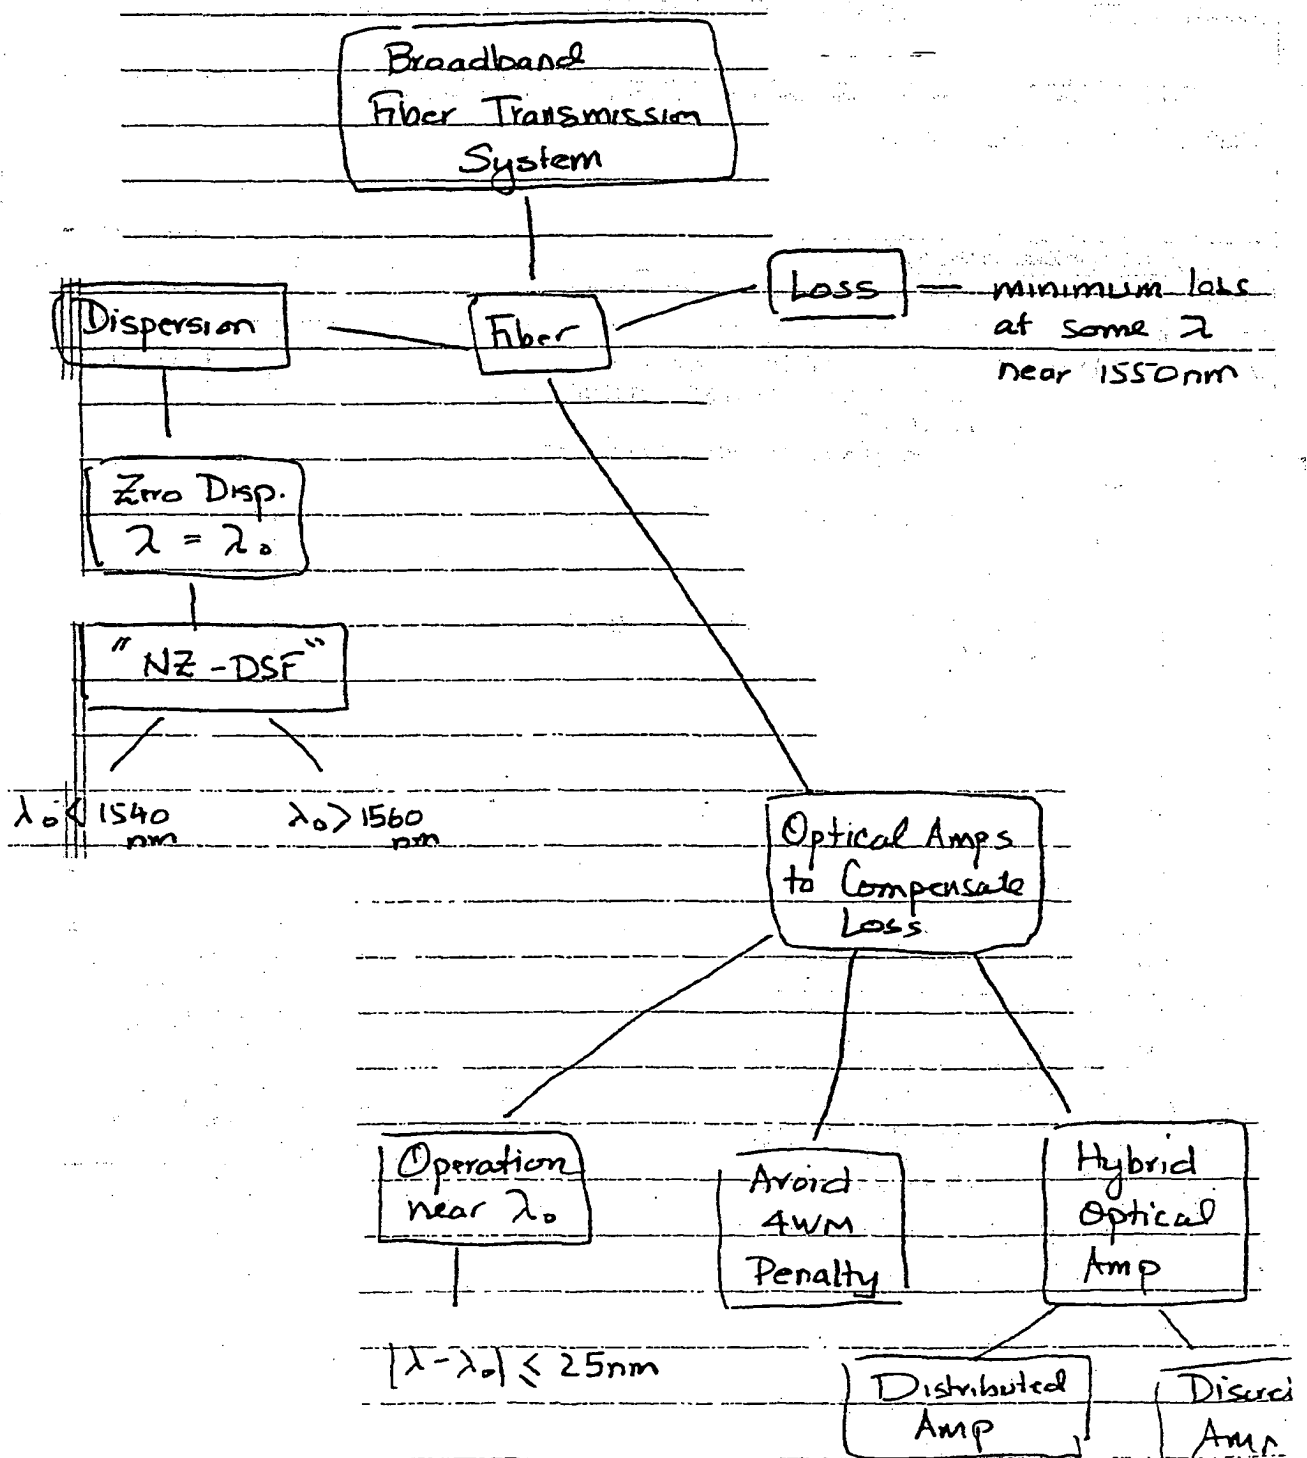 Broadband
Fiber Transmission
System
Dispersion
Fiber
Loss — minimum loss
at some λ
near 1550nm
Zero Disp.
λ = λ₀
"NZ-DSF"
λ₀ < 1540
nm
λ₀ > 1560
nm
Optical Amps
to Compensate
Loss
Operation
near λ₀
|λ-λ₀| ≤ 25nm
Avoid
4WM
Penalty
Hybrid
Optical
Amp
Distributed
Amp